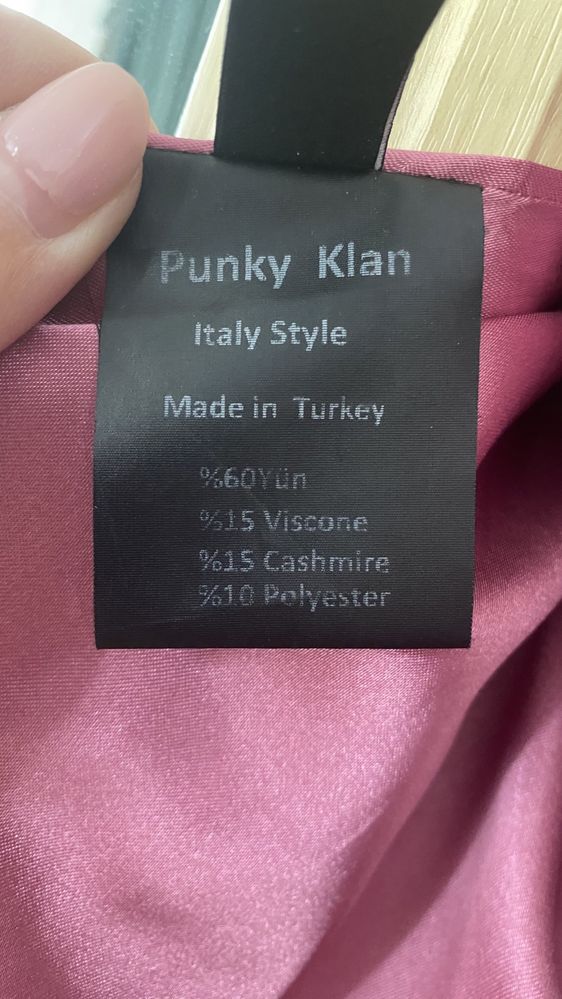 Punky Klan
Italy Style
Made in Turkey
%60Yün
%15 Viscone
%15 Cashmire
%10 Polyester